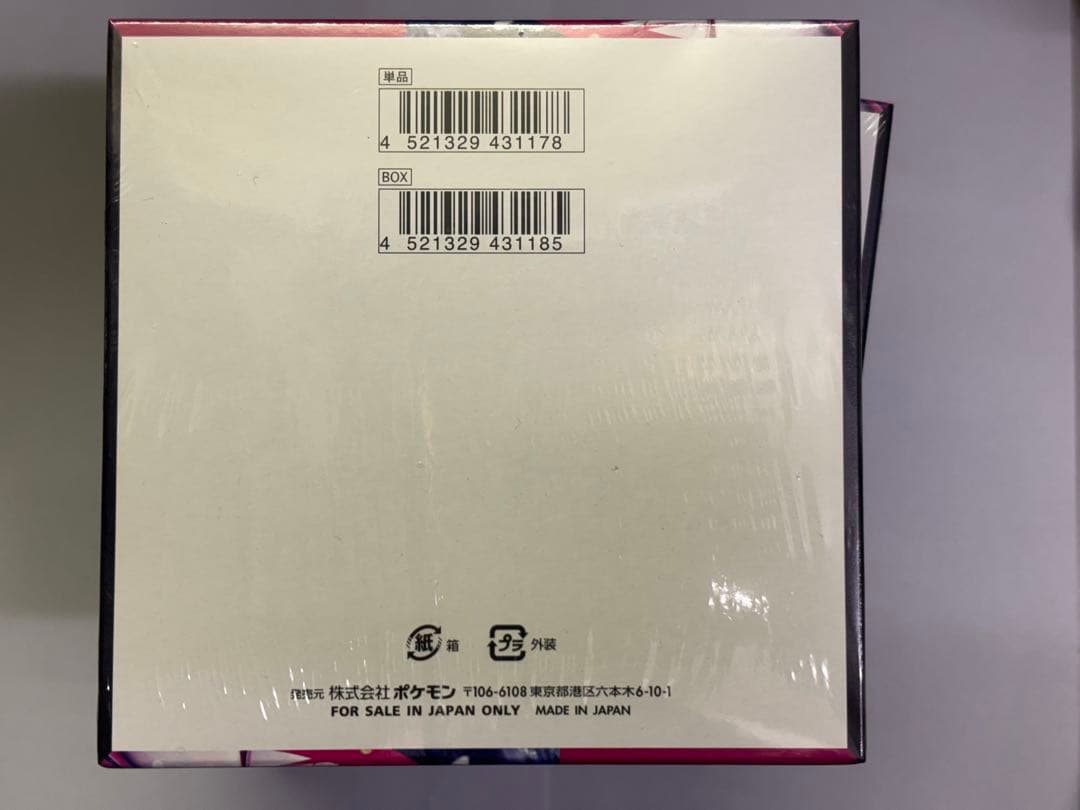 単品
4 521329 431178
BOX
4 521329 431185
紙 箱 プラ 外装
発売元 株式会社 ポケモン 〒106-6108 東京都港区六本木6-10-1
FOR SALE IN JAPAN ONLY MADE IN JAPAN